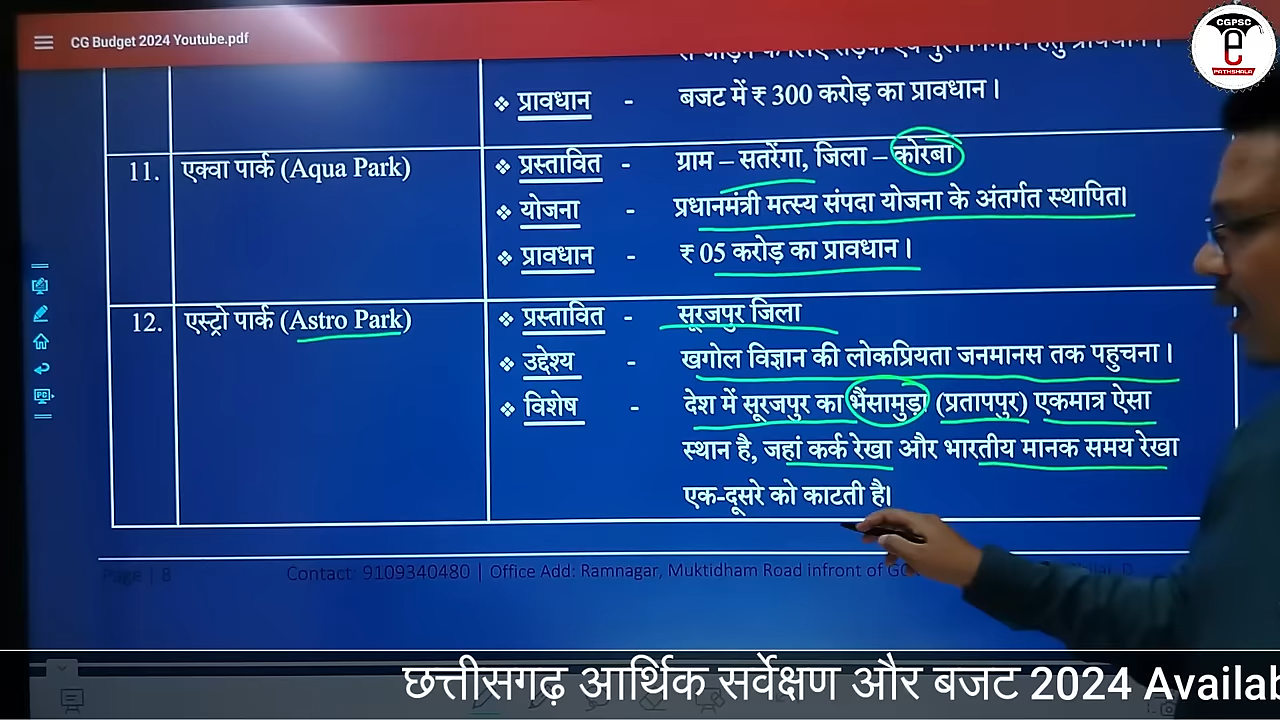 CG Budget 2024 Youtube.pdf
CGPSC
e
PATHSHALA
❖ प्रावधान - बजट में ₹ 300 करोड़ का प्रावधान।
11. एक्वा पार्क (Aqua Park)
❖ प्रस्तावित - ग्राम – सतरेंगा, जिला – कोरबा
❖ योजना - प्रधानमंत्री मत्स्य संपदा योजना के अंतर्गत स्थापित।
❖ प्रावधान - ₹ 05 करोड़ का प्रावधान।
12. एस्ट्रो पार्क (Astro Park)
❖ प्रस्तावित - सूरजपुर जिला
❖ उद्देश्य - खगोल विज्ञान की लोकप्रियता जनमानस तक पहुचना।
❖ विशेष - देश में सूरजपुर का भैंसामुड़ा (प्रतापपुर) एकमात्र ऐसा
स्थान है, जहां कर्क रेखा और भारतीय मानक समय रेखा
एक-दूसरे को काटती है।
Page | 8
Contact: 9109340480 | Office Add: Ramnagar, Muktidham Road infront of
छत्तीसगढ़ आर्थिक सर्वेक्षण और बजट 2024 Availab